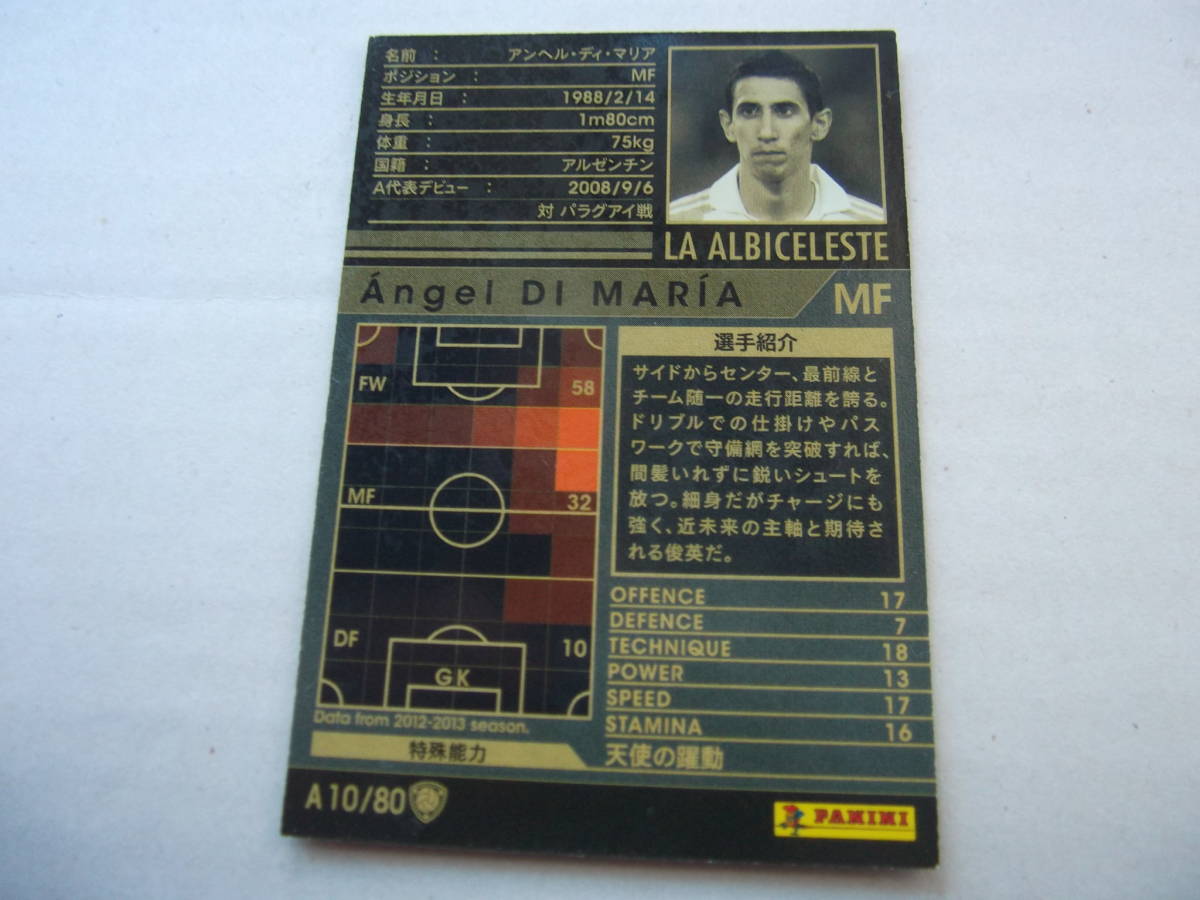 名前 : アンヘル・ディ・マリア
ポジション : MF
生年月日 : 1988/2/14
身長 : 1m80cm
体重 : 75kg
国籍 : アルゼンチン
A代表デビュー : 2008/9/6
対 パラグアイ戦
LA ALBICELESTE
Ángel DI MARÍA
MF
FW 58
MF 32
DF 10
GK
Data from 2012-2013 season.
選手紹介
サイドからセンター、最前線と
チーム随一の走行距離を誇る。
ドリブルでの仕掛けやパス
ワークで守備網を突破すれば、
間髪いれずに鋭いシュートを
放つ。細身だがチャージにも
強く、近未来の主軸と期待さ
れる俊英だ。
OFFENCE 17
DEFENCE 7
TECHNIQUE 18
POWER 13
SPEED 17
STAMINA 16
特殊能力 天使の躍動
A10/80
PANINI